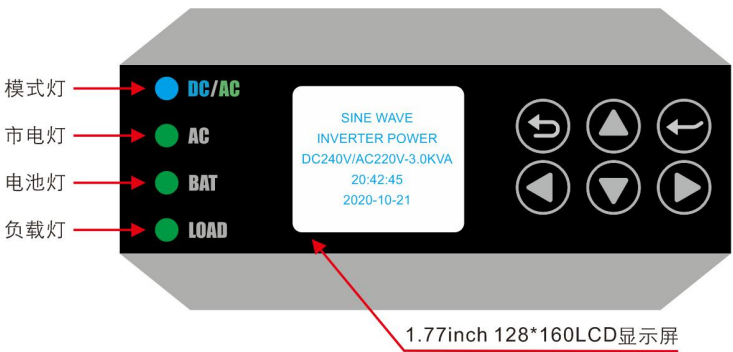 模式灯
DC/AC
市电灯
AC
电池灯
BAT
负载灯
LOAD
SINE WAVE
INVERTER POWER
DC240V/AC220V-3.0KVA
20:42:45
2020-10-21
1.77inch 128*160LCD显示屏